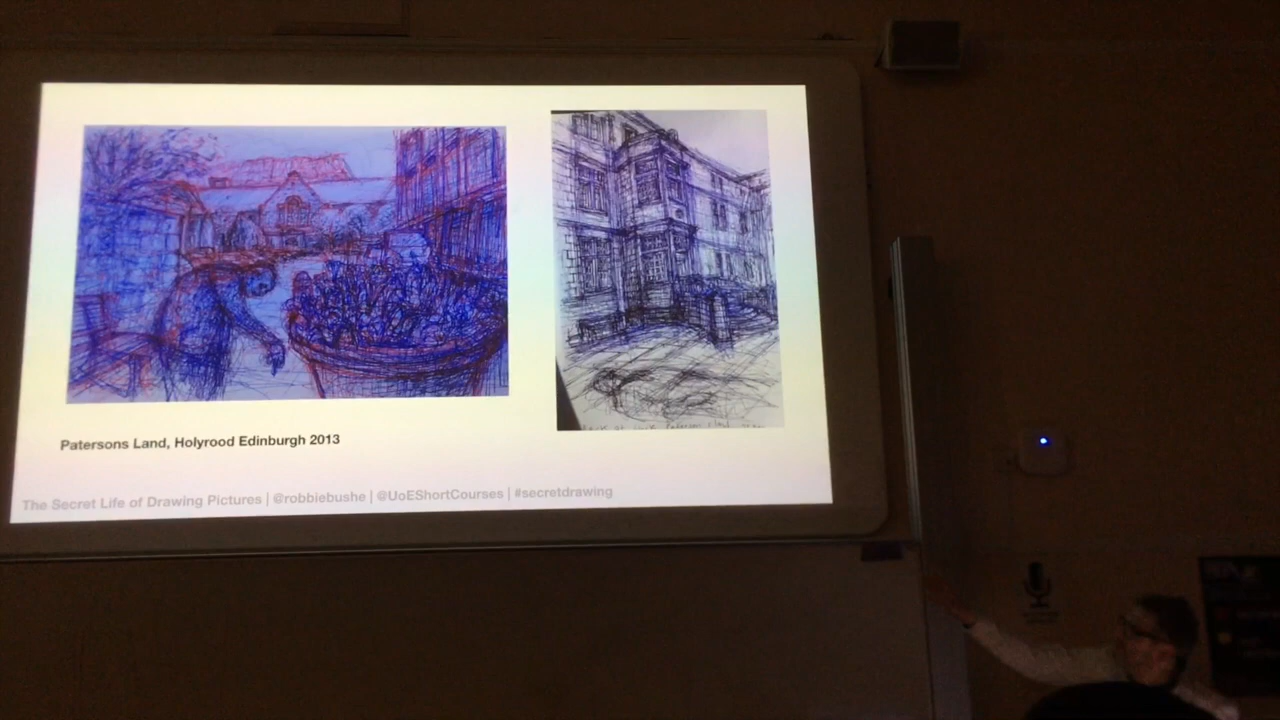 Patersons Land, Holyrood Edinburgh 2013
The Secret Life of Drawing Pictures | @robbiebushe | @UoEShortCourses | #secretdrawing